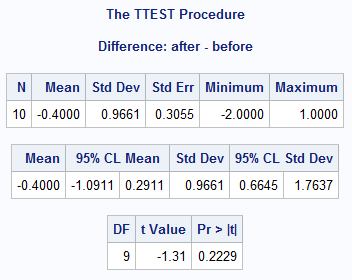 The TTEST Procedure
Difference: after - before
N Mean Std Dev Std Err Minimum Maximum
10 -0.4000 0.9661 0.3055 -2.0000 1.0000
Mean 95% CL Mean Std Dev 95% CL Std Dev
-0.4000 -1.0911 0.2911 0.9661 0.6645 1.7637
DF t Value Pr > |t|
9 -1.31 0.2229